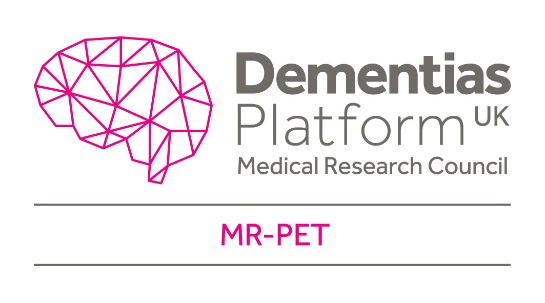 Dementias
Platform UK
Medical Research Council
MR-PET